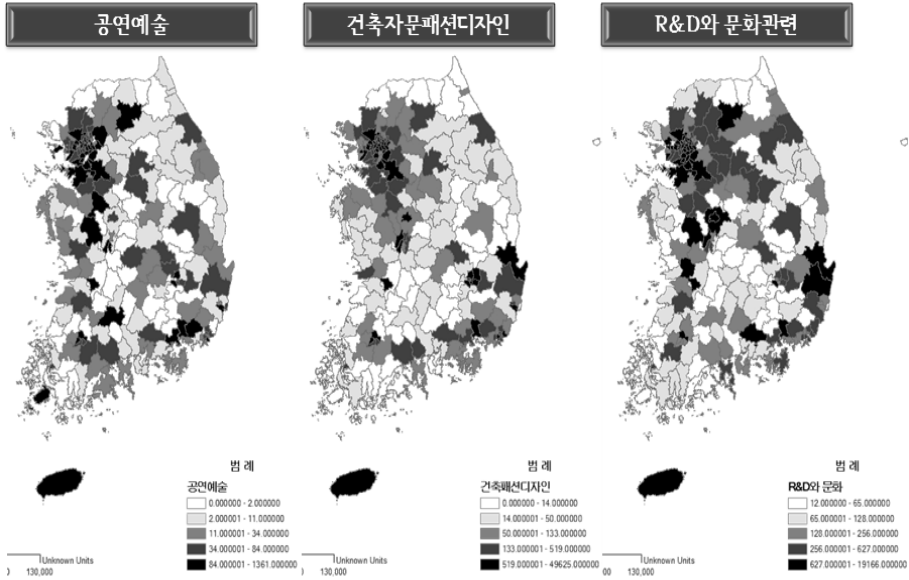 공연예술
건축자문패션디자인
R&D와 문화관련
범 례
공연예술
0.000000 - 2.000000
2.000001 - 11.000000
11.000001 - 34.000000
34.000001 - 84.000000
84.000001 - 1361.000000
Unknown Units
0 130,000
범 례
건축패션디자인
0.000000 - 14.000000
14.000001 - 50.000000
50.000001 - 133.000000
133.000001 - 519.000000
519.000001 - 49625.000000
Unknown Units
00 130,000
범 례
R&D와 문화
12.000000 - 65.000000
65.000001 - 128.000000
128.000001 - 256.000000
256.000001 - 627.000000
627.000001 - 19166.000000
Unknown Units
00 130,000